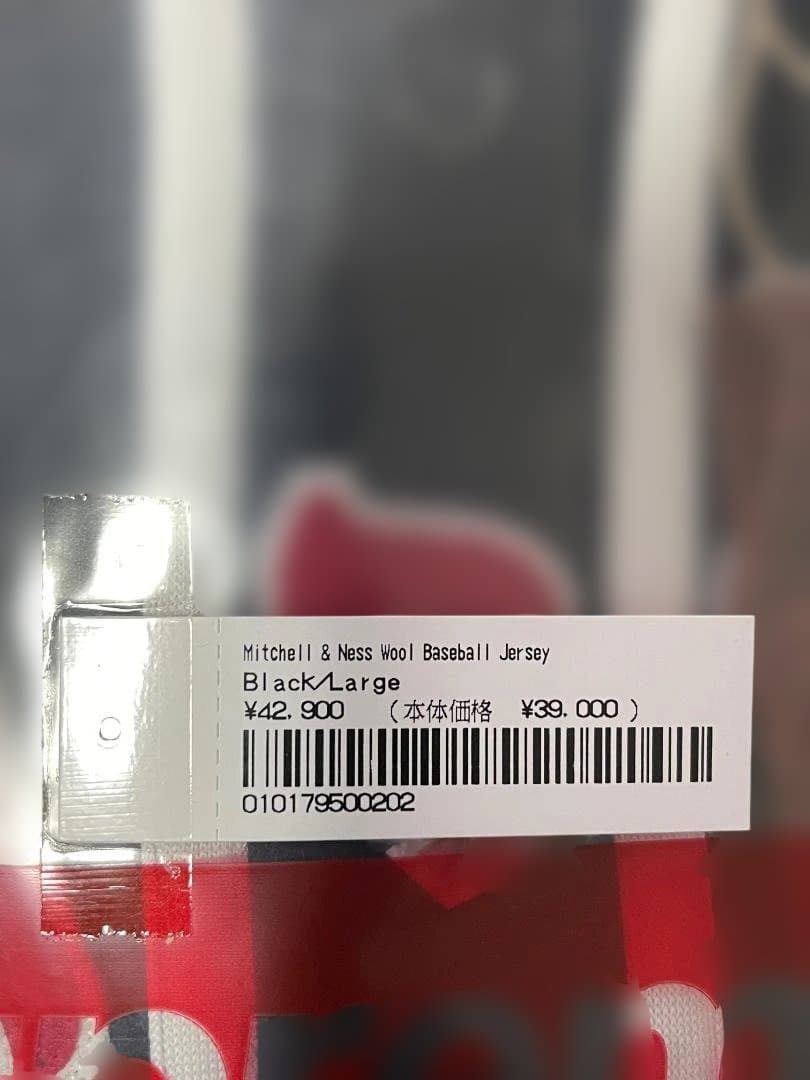 Mitchell & Ness Wool Baseball Jersey
Black/Large
¥42,900 (本体価格 ¥39,000 )
010179500202